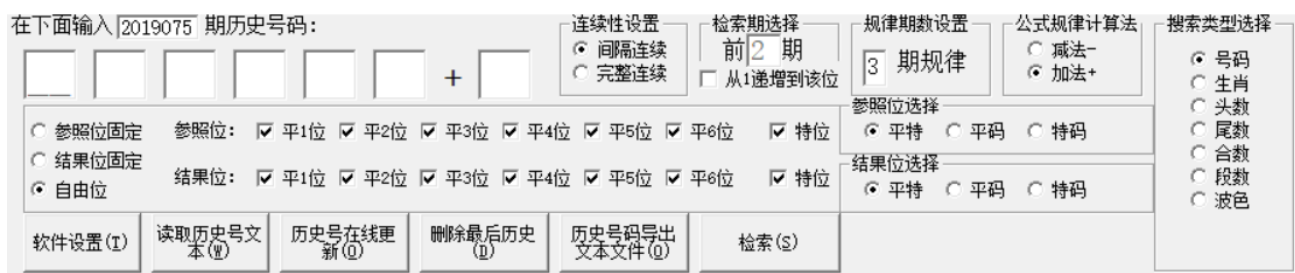 在下面输入 2019075 期历史号码:
+
连续性设置
间隔连续
完整连续
检索期选择
前 2 期
从1递增到该位
规律期数设置
3 期规律
公式规律计算法
减法-
加法+
搜索类型选择
号码
生肖
头数
尾数
合数
段数
波色
参照位固定
结果位固定
自由位
参照位: 平1位 平2位 平3位 平4位 平5位 平6位 特位
结果位: 平1位 平2位 平3位 平4位 平5位 平6位 特位
参照位选择
平特 平码 特码
结果位选择
平特 平码 特码
软件设置(I)
读取历史号文
本(W)
历史号在线更
新(O)
删除最后历史
(D)
历史号码导出
文本文件(O)
检索(S)